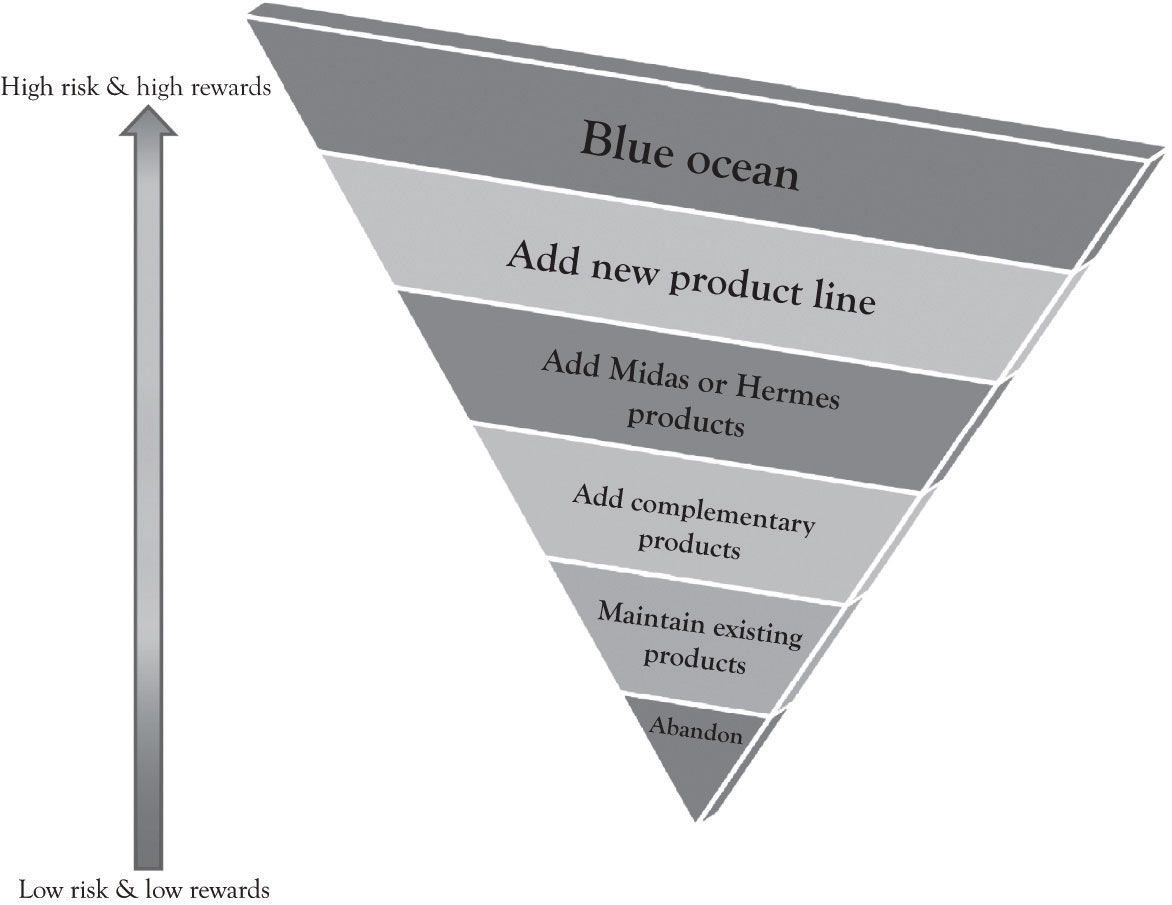 High risk & high rewards
Blue ocean
Add new product line
Add Midas or Hermes
products
Add complementary
products
Maintain existing
products
Abandon
Low risk & low rewards